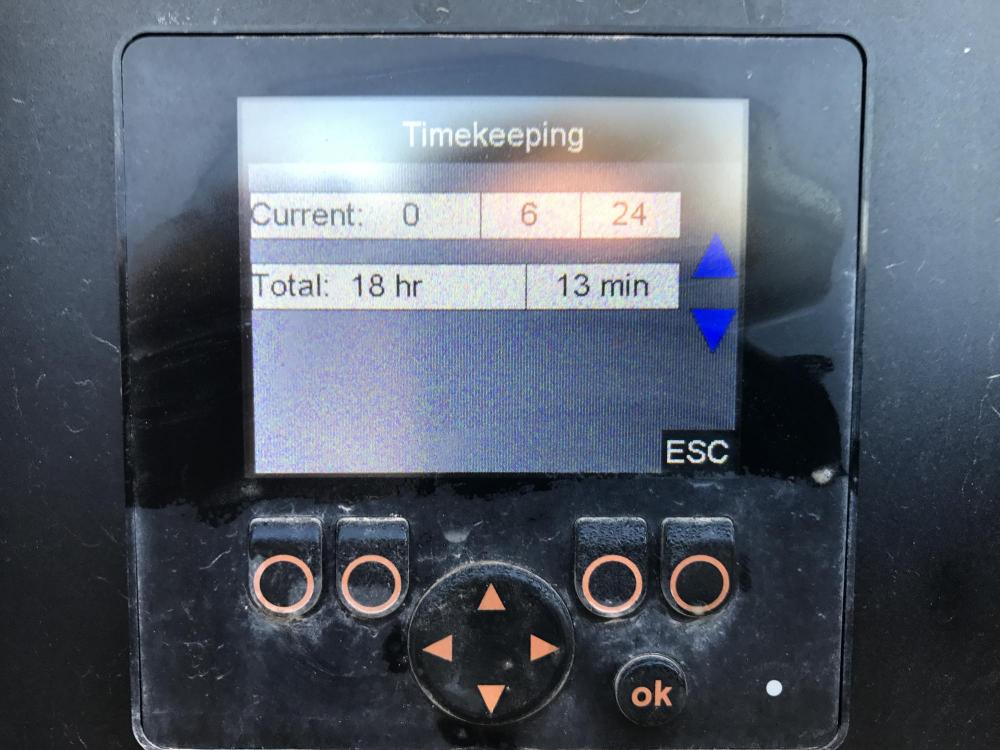 Timekeeping
Current: 0 6 24
Total: 18 hr 13 min
ESC
ok